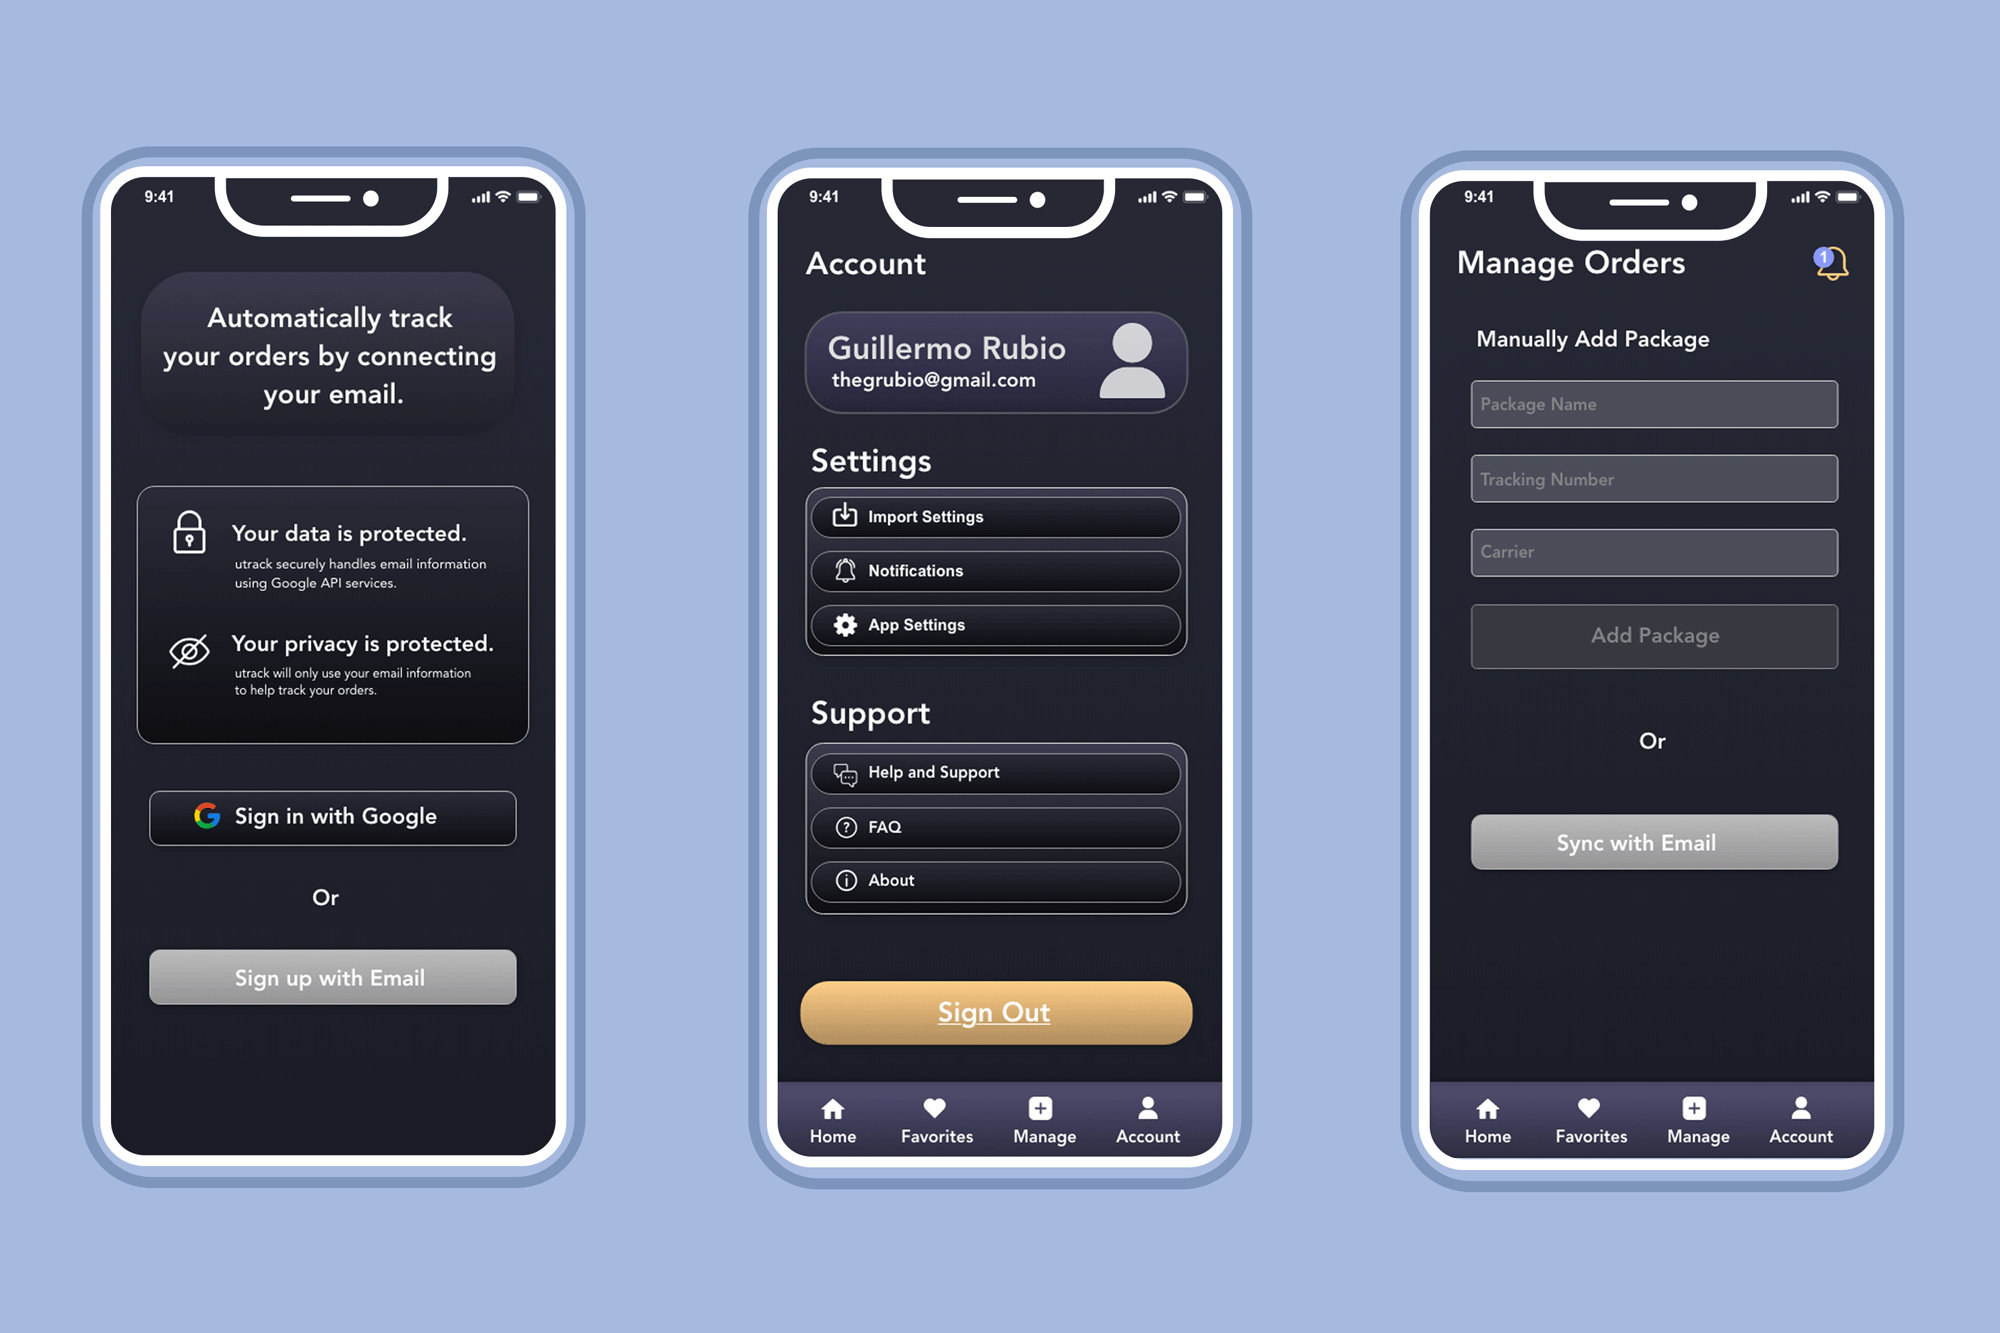 9:41
Automatically track
your orders by connecting
your email.
Your data is protected.
utrack securely handles email information
using Google API services.
Your privacy is protected.
utrack will only use your email information
to help track your orders.
Sign in with Google
Or
Sign up with Email
9:41
Account
Guillermo Rubio
thegrubio@gmail.com
Settings
Import Settings
Notifications
App Settings
Support
Help and Support
FAQ
About
Sign Out
Home Favorites Manage Account
9:41
Manage Orders
1
Manually Add Package
Package Name
Tracking Number
Carrier
Add Package
Or
Sync with Email
Home Favorites Manage Account